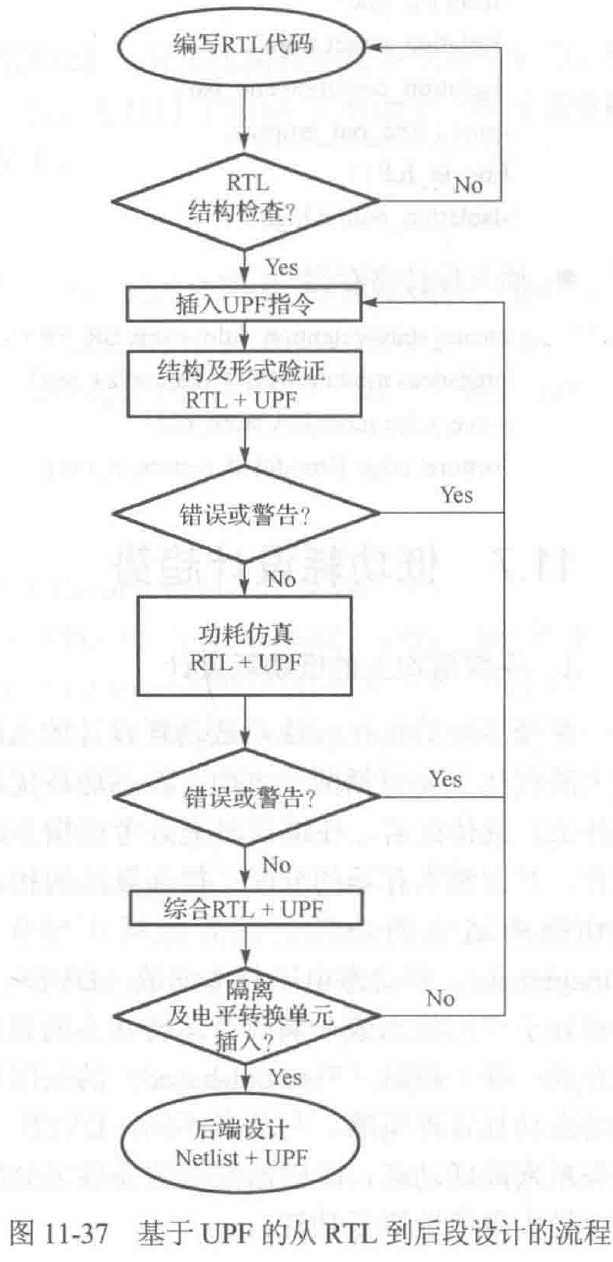 编写RTL代码
RTL
结构检查?
No
Yes
插入UPF指令
结构及形式验证
RTL + UPF
Yes
错误或警告?
No
功耗仿真
RTL + UPF
错误或警告?
Yes
No
综合RTL + UPF
隔离
及电平转换单元
插入?
No
Yes
后端设计
Netlist + UPF
图 11-37 基于 UPF 的从 RTL 到后段设计的流程